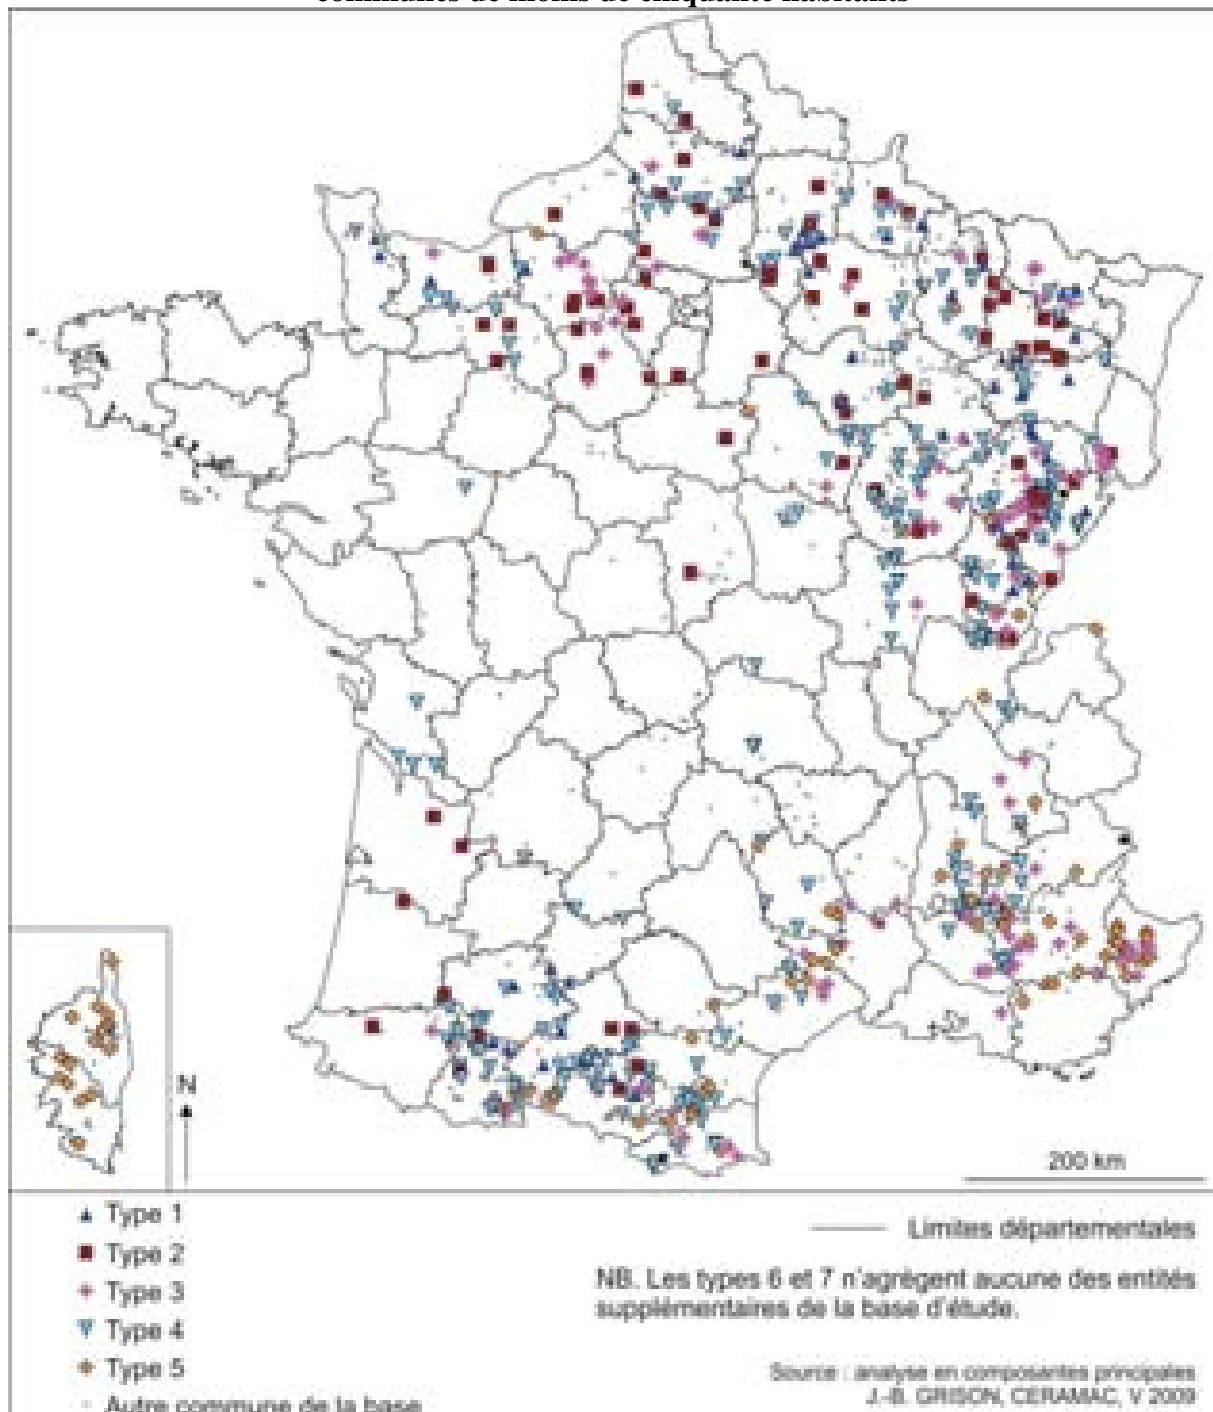 communes de moins de cinquante habitants
N
200 km
Type 1
Type 2
Type 3
Type 4
Type 5
Autre commune de la base
Limites départementales
NB. Les types 6 et 7 n'agrègent aucune des entités
supplémentaires de la base d'étude.
Source : analyse en composantes principales
J.-B. GRISON, CERAMAC, V 2009